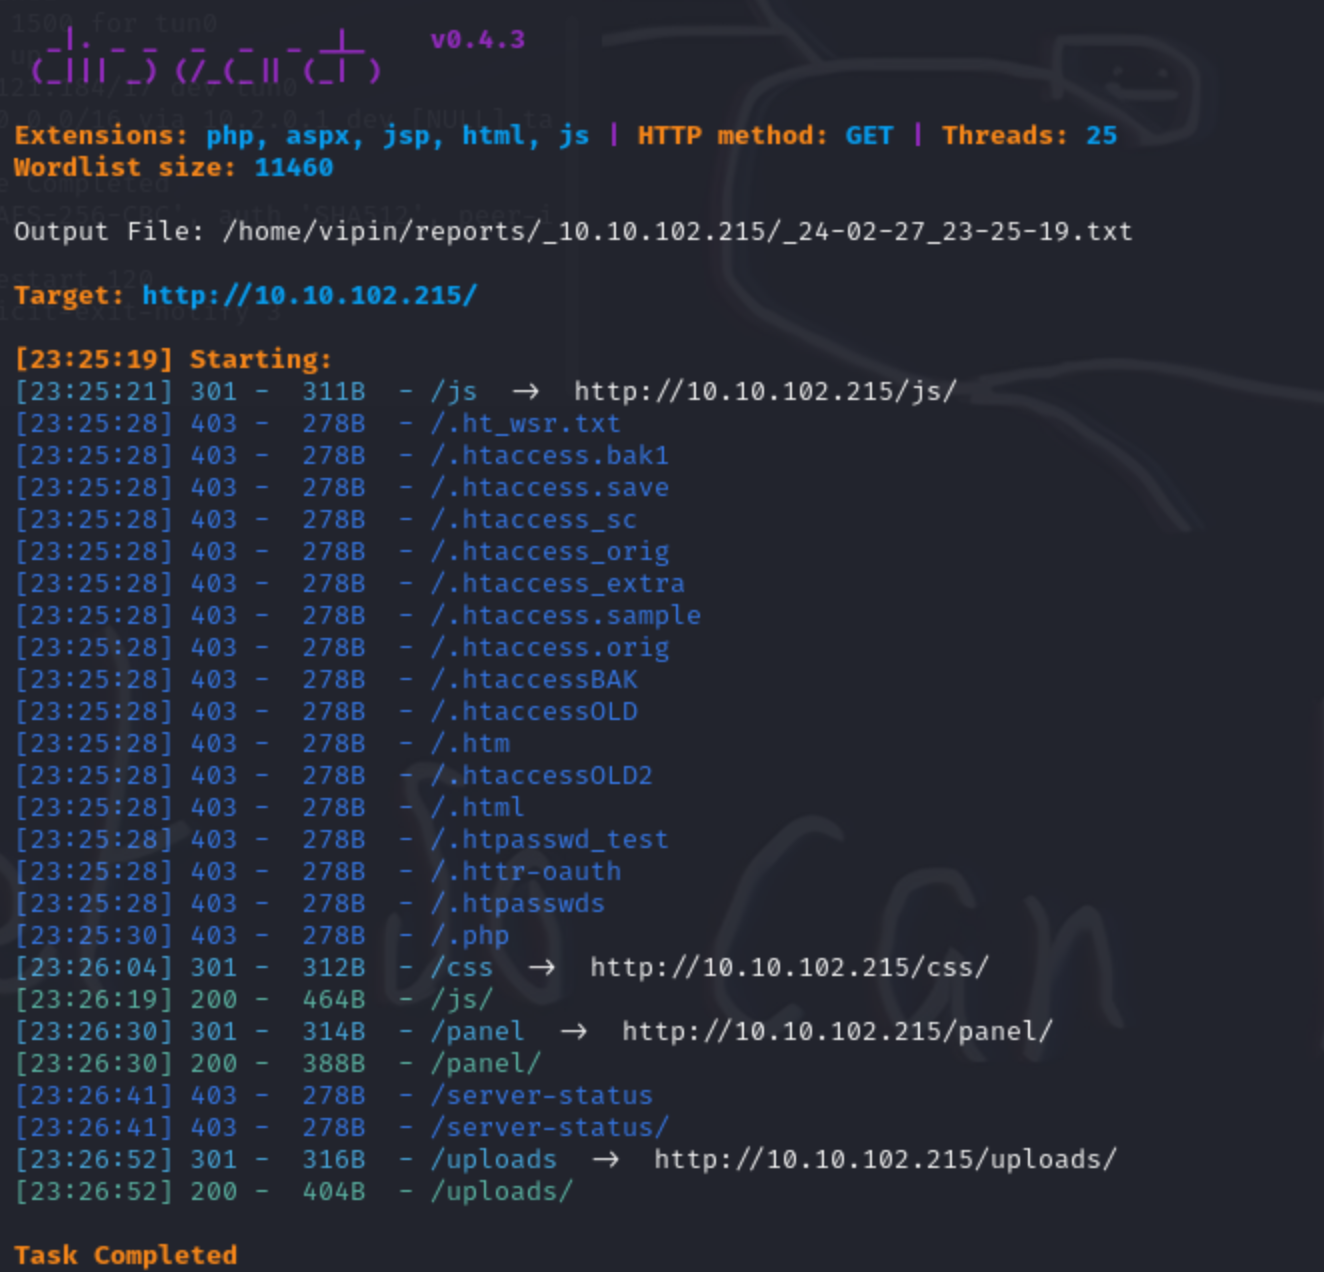 1500 for tun0
v0.4.3
Extensions: php, aspx, jsp, html, js | HTTP method: GET | Threads: 25
Wordlist size: 11460
Output File: /home/vipin/reports/_10.10.102.215/_24-02-27_23-25-19.txt
Target: http://10.10.102.215/
[23:25:19] Starting:
[23:25:21] 301 -  311B  - /js  →  http://10.10.102.215/js/
[23:25:28] 403 -  278B  - /.ht_wsr.txt
[23:25:28] 403 -  278B  - /.htaccess.bak1
[23:25:28] 403 -  278B  - /.htaccess.save
[23:25:28] 403 -  278B  - /.htaccess_sc
[23:25:28] 403 -  278B  - /.htaccess_orig
[23:25:28] 403 -  278B  - /.htaccess_extra
[23:25:28] 403 -  278B  - /.htaccess.sample
[23:25:28] 403 -  278B  - /.htaccess.orig
[23:25:28] 403 -  278B  - /.htaccessBAK
[23:25:28] 403 -  278B  - /.htaccessOLD
[23:25:28] 403 -  278B  - /.htm
[23:25:28] 403 -  278B  - /.htaccessOLD2
[23:25:28] 403 -  278B  - /.html
[23:25:28] 403 -  278B  - /.htpasswd_test
[23:25:28] 403 -  278B  - /.httr-oauth
[23:25:28] 403 -  278B  - /.htpasswds
[23:25:30] 403 -  278B  - /.php
[23:26:04] 301 -  312B  - /css  →  http://10.10.102.215/css/
[23:26:19] 200 -  464B  - /js/
[23:26:30] 301 -  314B  - /panel  →  http://10.10.102.215/panel/
[23:26:30] 200 -  388B  - /panel/
[23:26:41] 403 -  278B  - /server-status
[23:26:41] 403 -  278B  - /server-status/
[23:26:52] 301 -  316B  - /uploads  →  http://10.10.102.215/uploads/
[23:26:52] 200 -  404B  - /uploads/
Task Completed